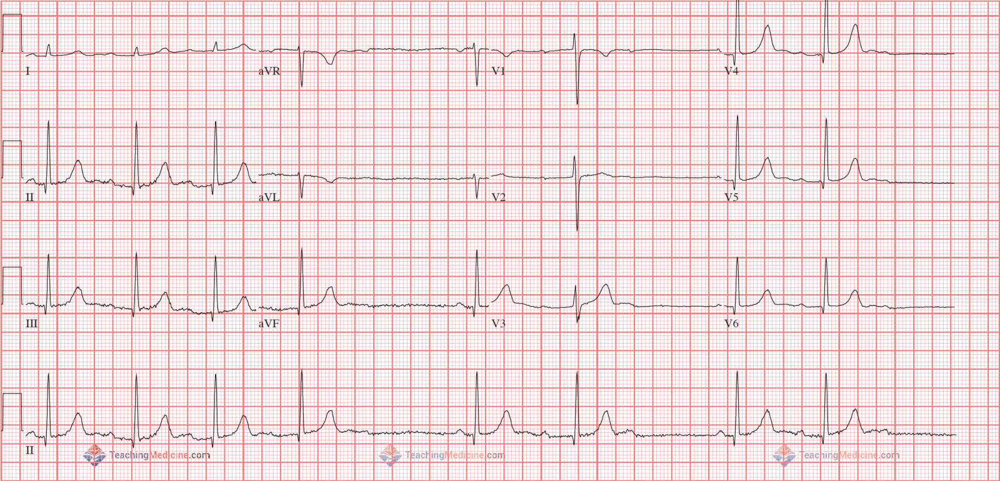 I aVR V1 V4
II aVL V2 V5
III aVF V3 V6
II
TeachingMedicine.com TeachingMedicine.com TeachingMedicine.com